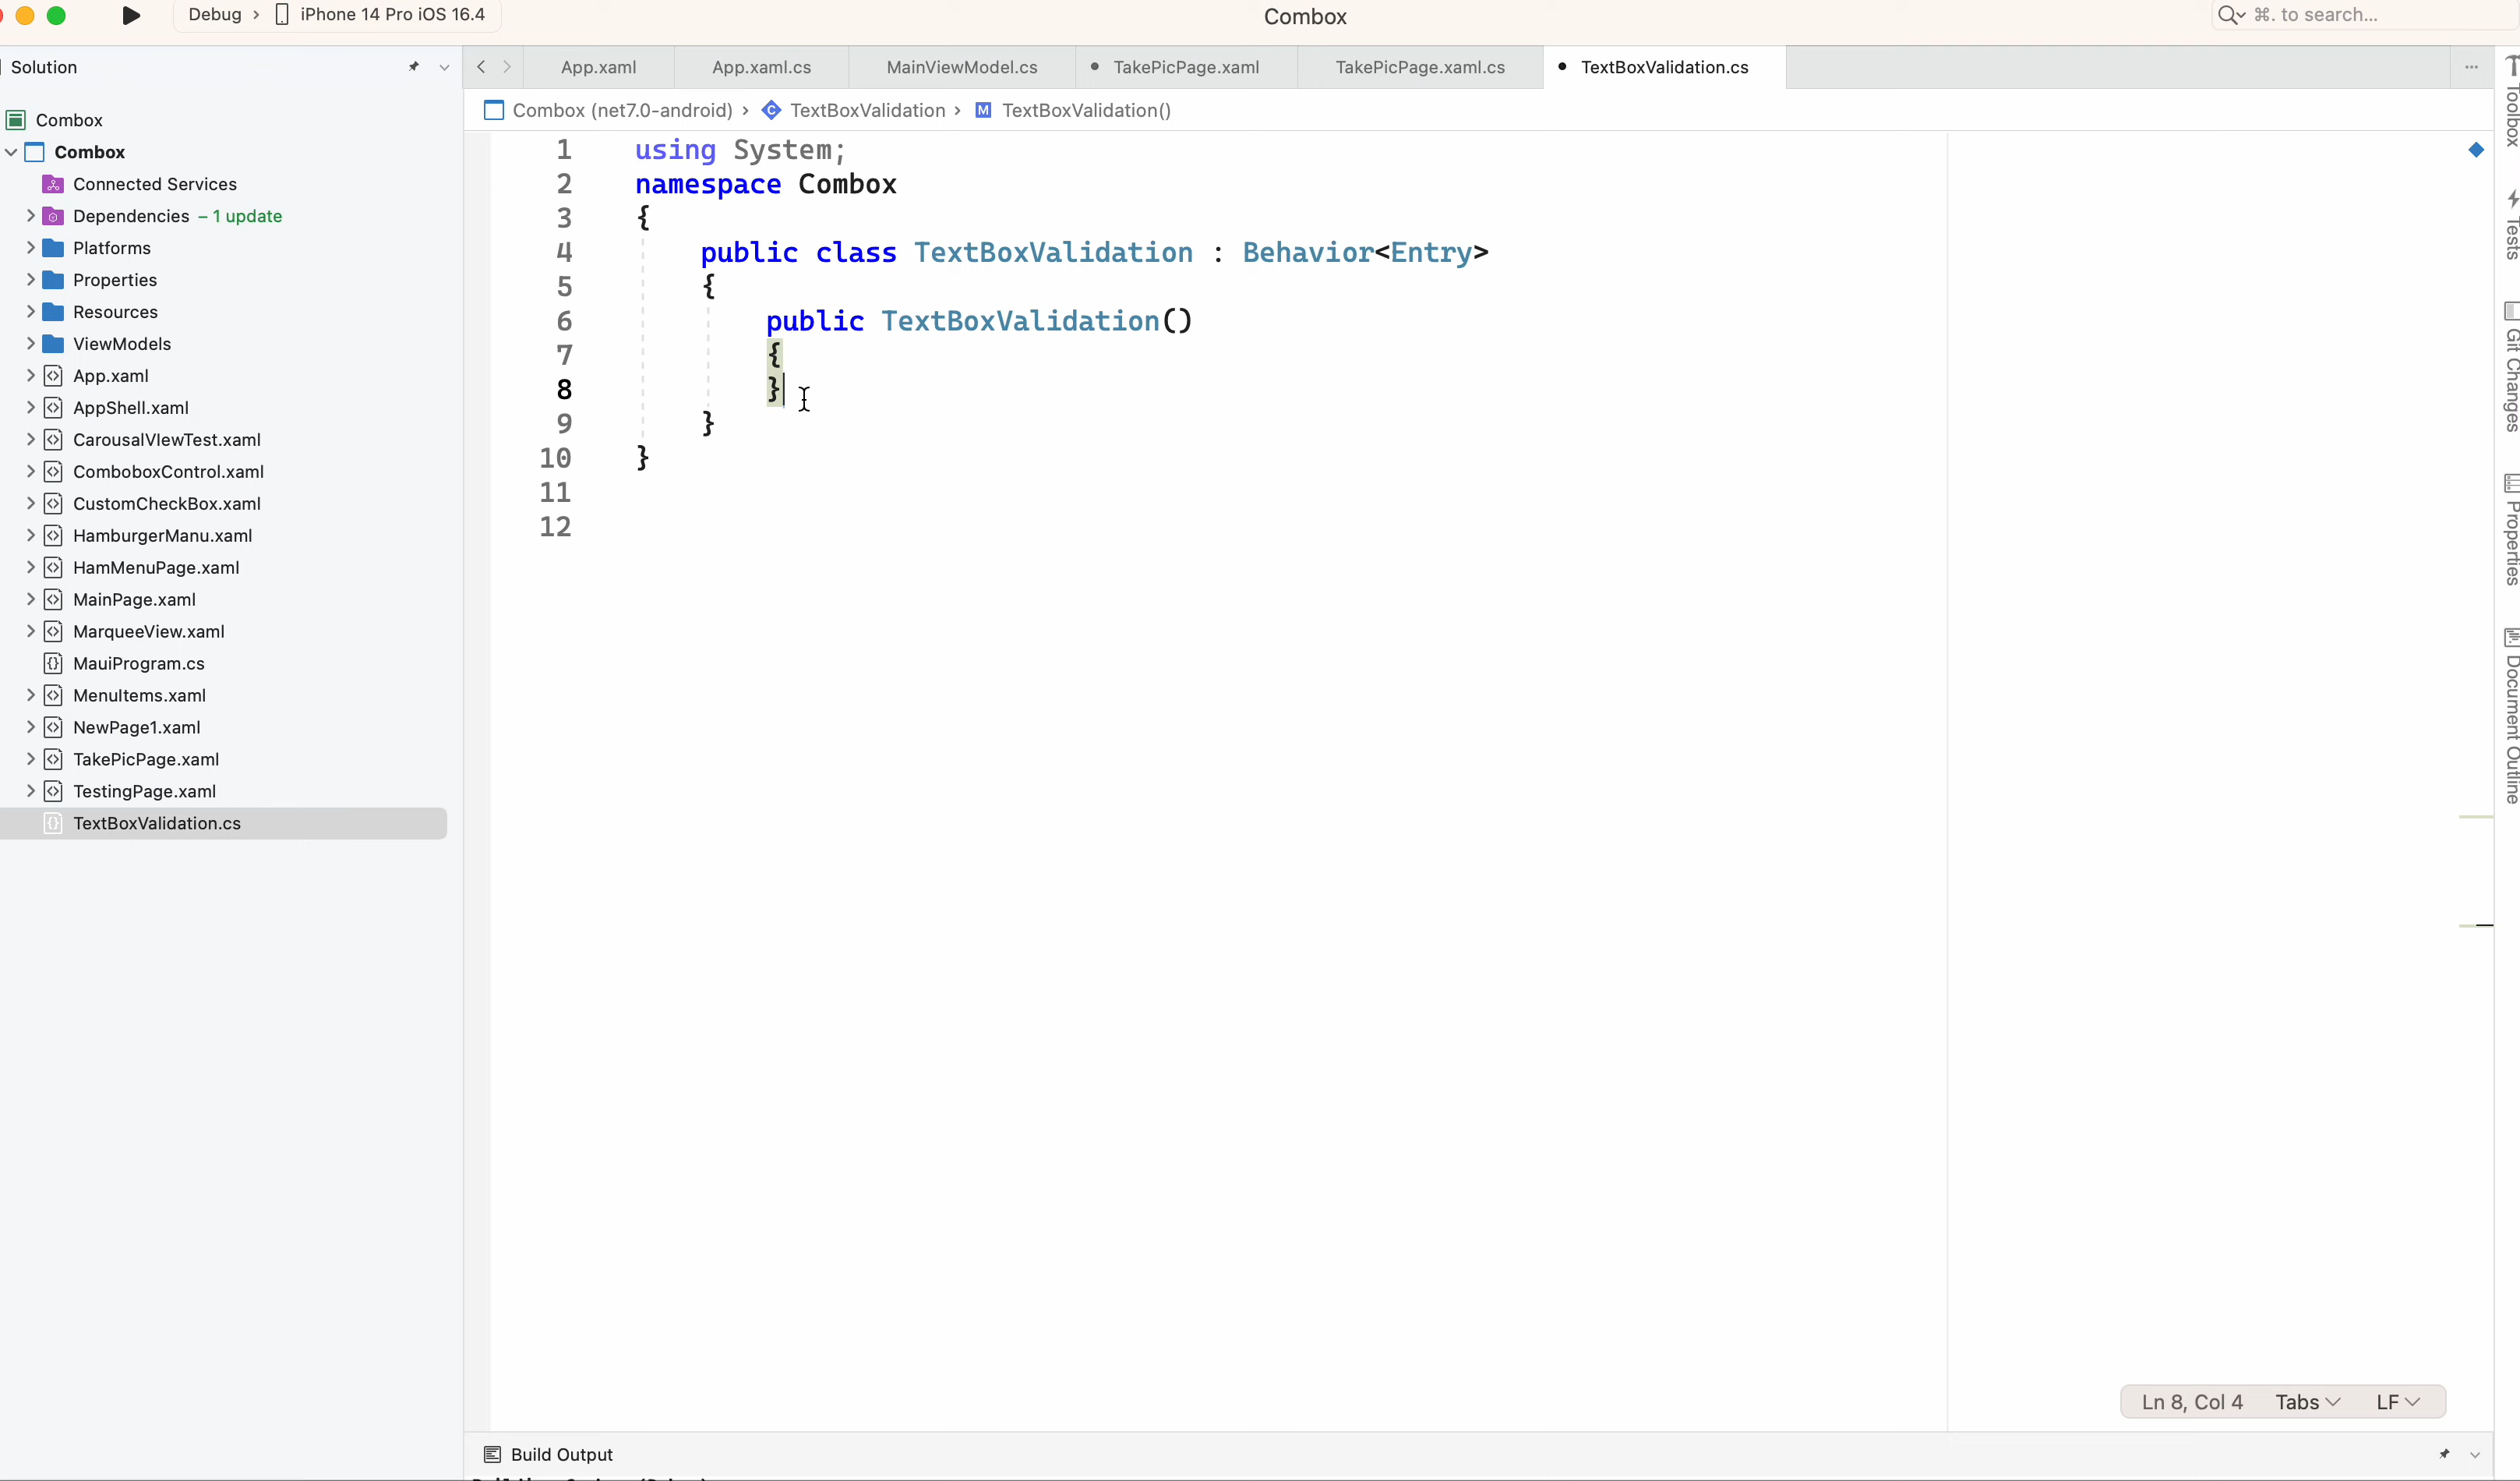 Debug > iPhone 14 Pro iOS 16.4
Combox
⌘. to search...
Solution
App.xaml
App.xaml.cs
MainViewModel.cs
TakePicPage.xaml
TakePicPage.xaml.cs
TextBoxValidation.cs
Combox (net7.0-android) > TextBoxValidation > M TextBoxValidation()
Combox
Combox
Connected Services
Dependencies – 1 update
Platforms
Properties
Resources
ViewModels
App.xaml
AppShell.xaml
CarousalVIewTest.xaml
ComboboxControl.xaml
CustomCheckBox.xaml
HamburgerManu.xaml
HamMenuPage.xaml
MainPage.xaml
MarqueeView.xaml
MauiProgram.cs
MenuItems.xaml
NewPage1.xaml
TakePicPage.xaml
TestingPage.xaml
TextBoxValidation.cs
1 using System;
2 namespace Combox
3 {
4 public class TextBoxValidation : Behavior<Entry>
5 {
6 public TextBoxValidation()
7 {
8 }
9 }
10 }
11
12
Toolbox
Tests
Git Changes
Properties
Document Outline
Ln 8, Col 4 Tabs LF
Build Output